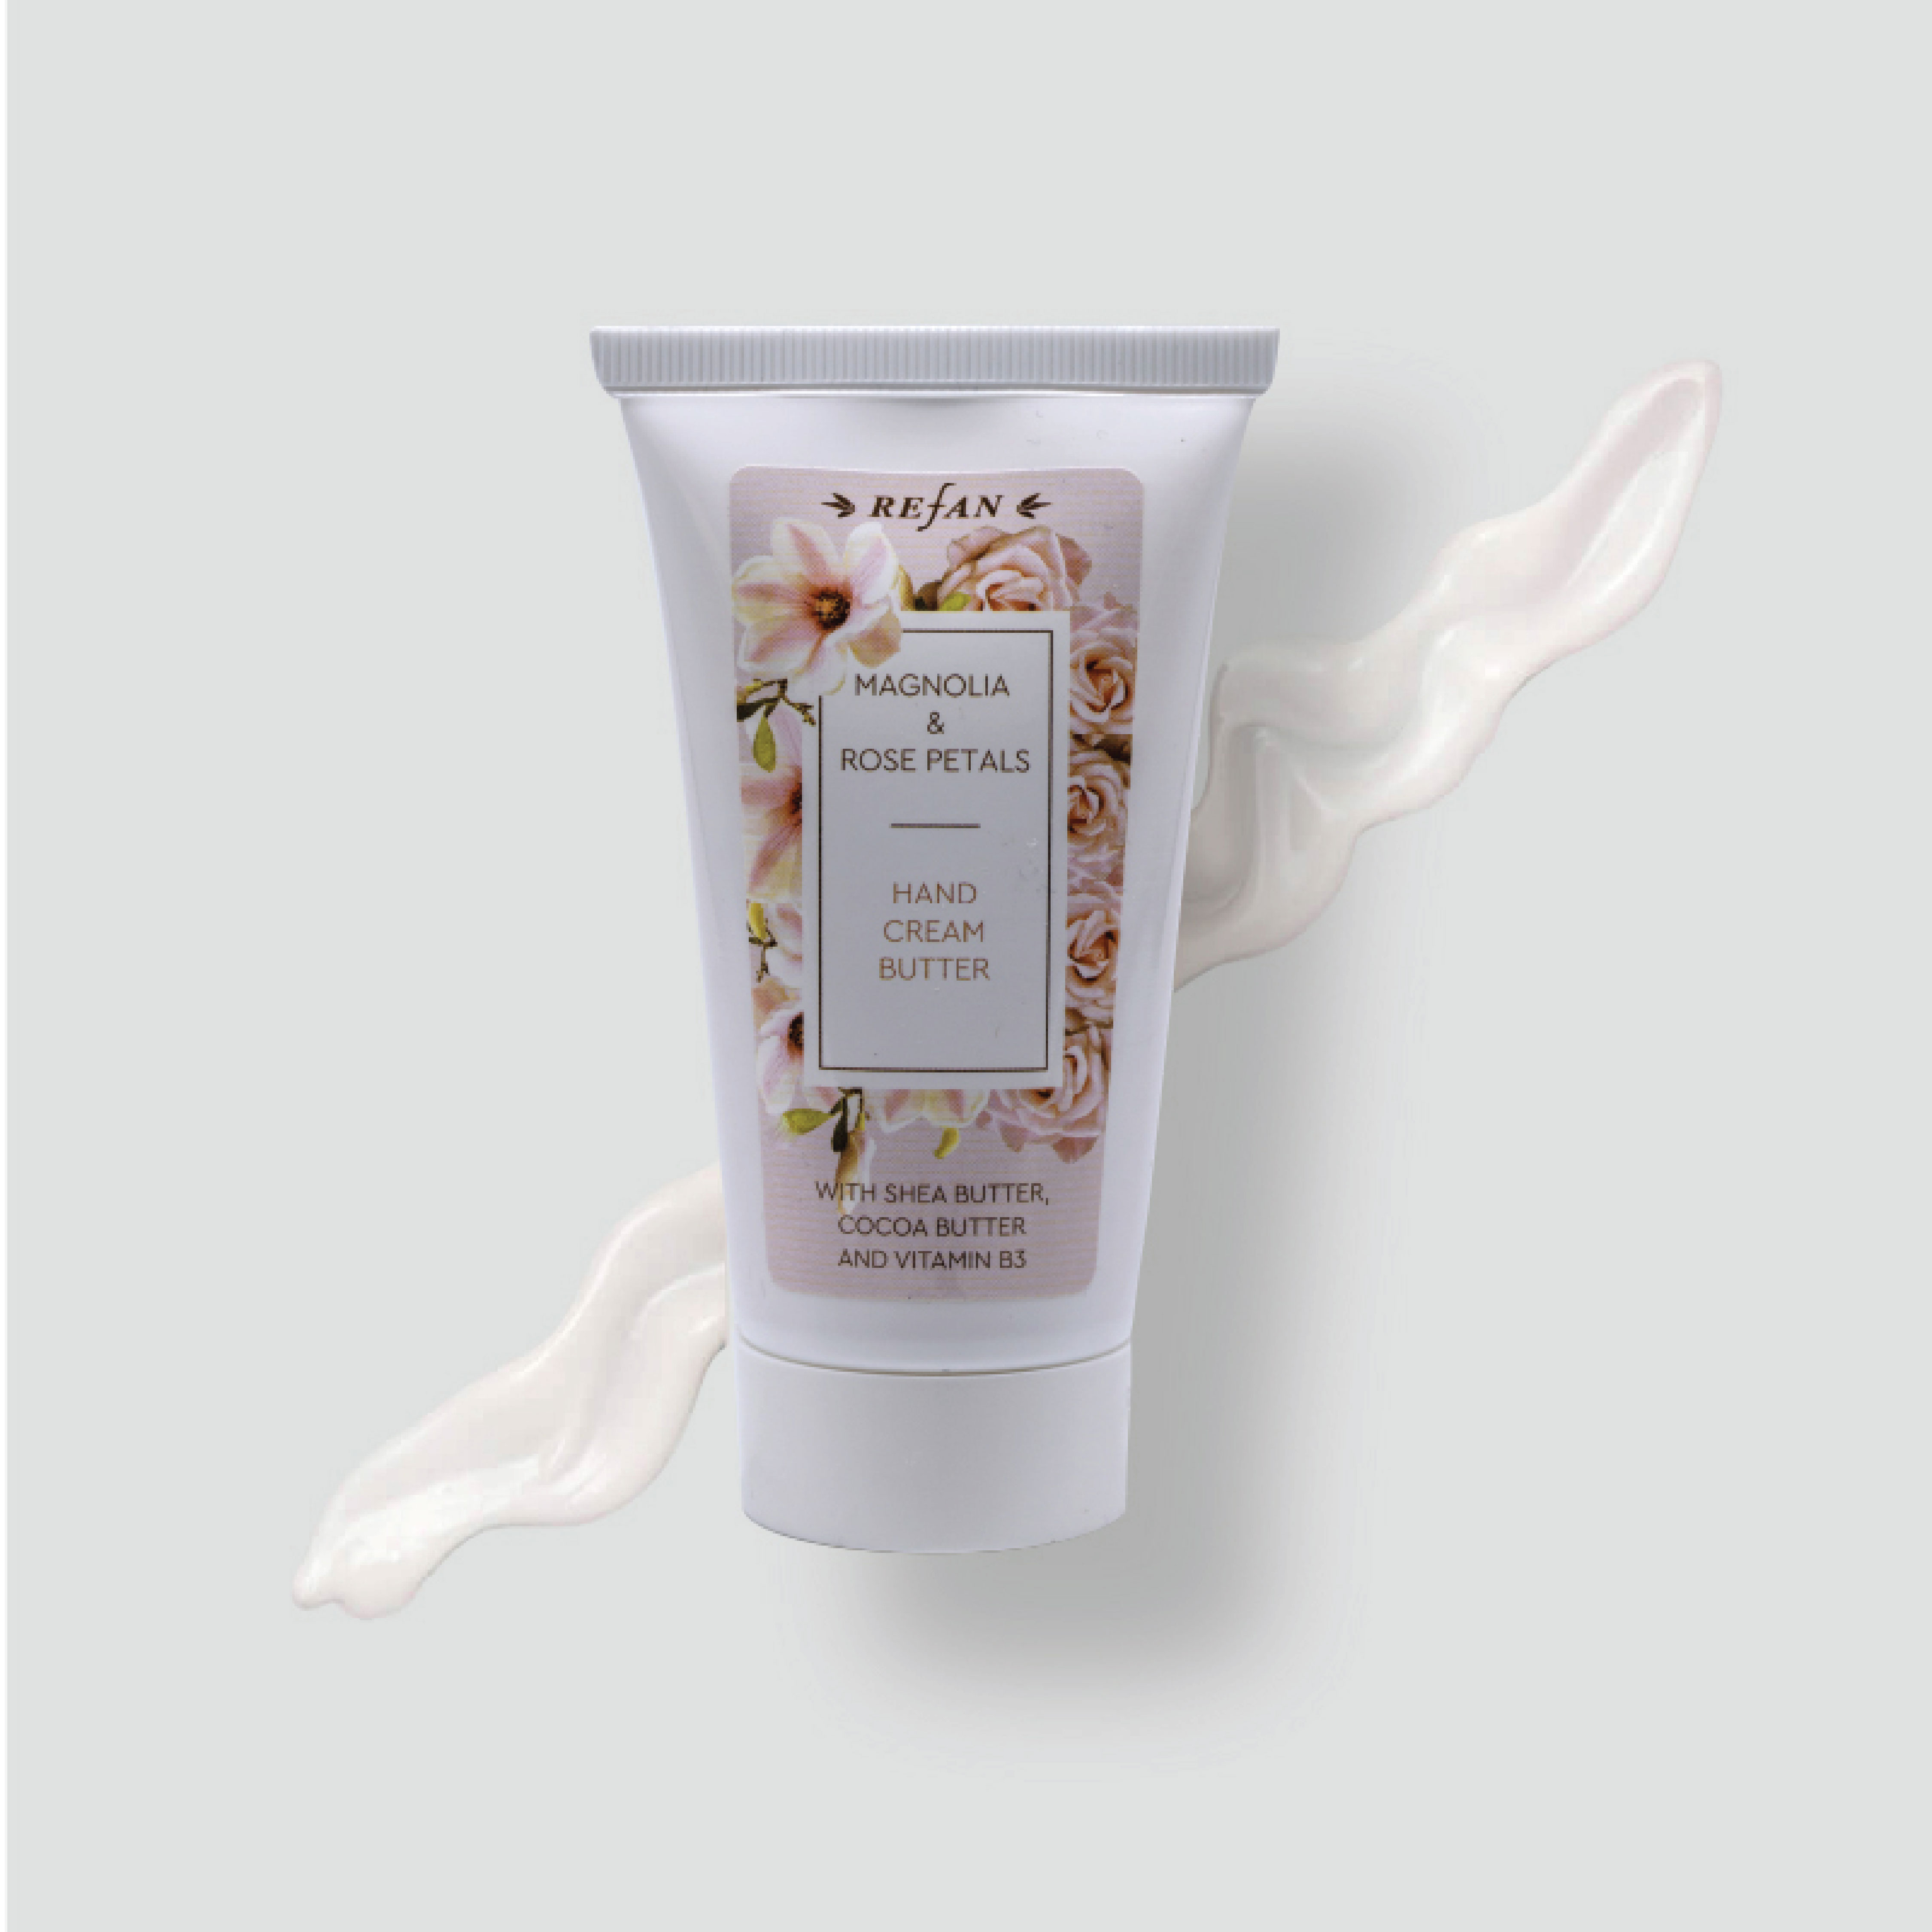 REFAN
MAGNOLIA
&
ROSE PETALS
HAND
CREAM
BUTTER
WITH SHEA BUTTER,
COCOA BUTTER
AND VITAMIN B3